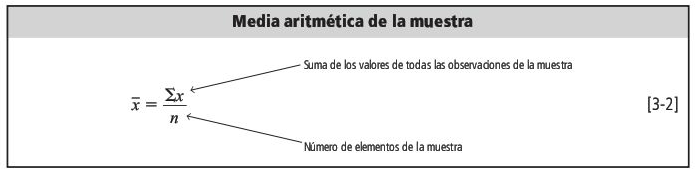 Media aritmética de la muestra
Suma de los valores de todas las observaciones de la muestra
x̄ = Σx / n
[3-2]
Número de elementos de la muestra